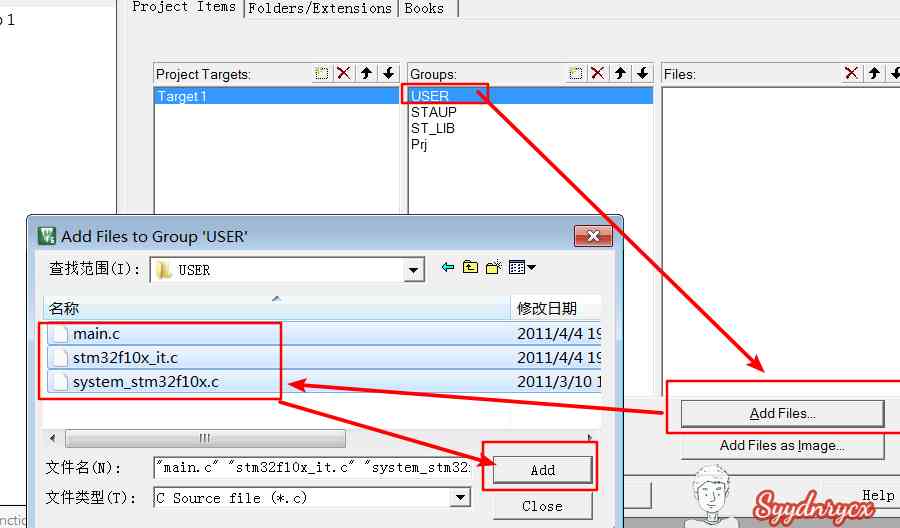 Project Items Folders/Extensions Books
p 1
Project Targets: Groups: Files:
Target 1
USER
STAUP
ST_LIB
Prj
Add Files to Group 'USER'
查找范围(I): USER
名称 修改日期
main.c 2011/4/4 19
stm32f10x_it.c 2011/4/4 19
system_stm32f10x.c 2011/3/10 1
Add Files...
Add Files as Image...
文件名(N): "main.c" "stm32f10x_it.c" "system_stm32: Add
文件类型(T): C Source file (*.c) Close
Help
Syydnrycx